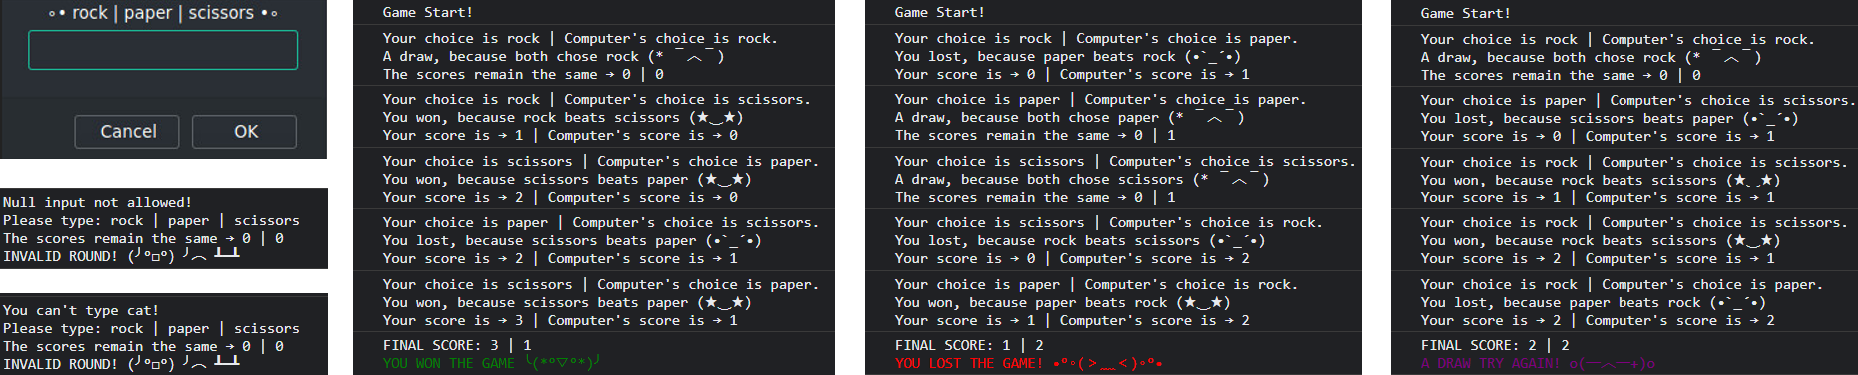 ∘• rock | paper | scissors •∘
Cancel
OK
Null input not allowed!
Please type: rock | paper | scissors
The scores remain the same → 0 | 0
INVALID ROUND! (╯°□°) ╯︵ ┻━┻
You can't type cat!
Please type: rock | paper | scissors
The scores remain the same → 0 | 0
INVALID ROUND! (╯°□°) ╯︵ ┻━┻
Game Start!
Your choice is rock | Computer's choice is rock.
A draw, because both chose rock (* ¯︿¯)
The scores remain the same → 0 | 0
Your choice is rock | Computer's choice is scissors.
You won, because rock beats scissors (★‿★)
Your score is → 1 | Computer's score is → 0
Your choice is scissors | Computer's choice is paper.
You won, because scissors beats paper (★‿★)
Your score is → 2 | Computer's score is → 0
Your choice is paper | Computer's choice is scissors.
You lost, because scissors beats paper (•`_´•)
Your score is → 2 | Computer's score is → 1
Your choice is scissors | Computer's choice is paper.
You won, because scissors beats paper (★‿★)
Your score is → 3 | Computer's score is → 1
FINAL SCORE: 3 | 1
YOU WON THE GAME ╰(*°▽°*)╯
Game Start!
Your choice is rock | Computer's choice is paper.
You lost, because paper beats rock (•`_´•)
Your score is → 0 | Computer's score is → 1
Your choice is paper | Computer's choice is paper.
A draw, because both chose paper (* ¯︿¯)
The scores remain the same → 0 | 1
Your choice is scissors | Computer's choice is scissors.
A draw, because both chose scissors (* ¯︿¯)
The scores remain the same → 0 | 1
Your choice is scissors | Computer's choice is rock.
You lost, because rock beats scissors (•`_´•)
Your score is → 0 | Computer's score is → 2
Your choice is paper | Computer's choice is rock.
You won, because paper beats rock (★‿★)
Your score is → 1 | Computer's score is → 2
FINAL SCORE: 1 | 2
YOU LOST THE GAME! •°∘(>﹏<)∘°•
Game Start!
Your choice is rock | Computer's choice is rock.
A draw, because both chose rock (* ¯︿¯)
The scores remain the same → 0 | 0
Your choice is paper | Computer's choice is scissors.
You lost, because scissors beats paper (•`_´•)
Your score is → 0 | Computer's score is → 1
Your choice is rock | Computer's choice is scissors.
You won, because rock beats scissors (★‿★)
Your score is → 1 | Computer's score is → 1
Your choice is rock | Computer's choice is scissors.
You won, because rock beats scissors (★‿★)
Your score is → 2 | Computer's score is → 1
Your choice is rock | Computer's choice is paper.
You lost, because paper beats rock (•`_´•)
Your score is → 2 | Computer's score is → 2
FINAL SCORE: 2 | 2
A DRAW TRY AGAIN! o(一︿一+)o